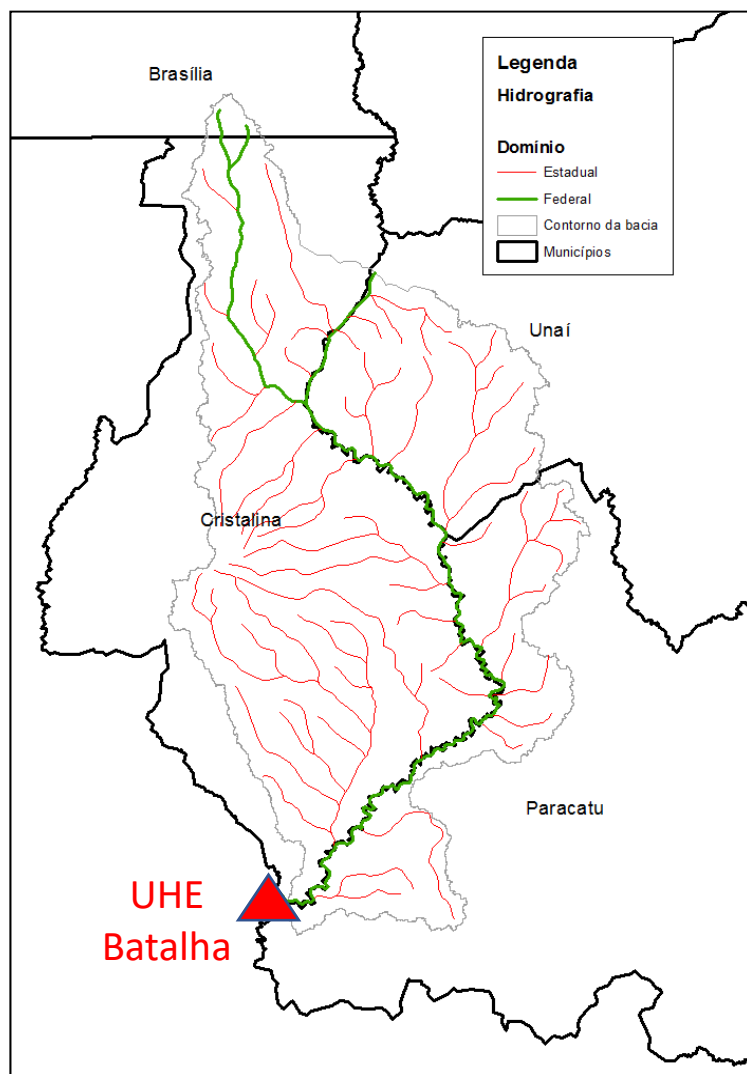 Brasília
Legenda
Hidrografia
Domínio
Estadual
Federal
Contorno da bacia
Municípios
Unaí
Cristalina
Paracatu
UHE
Batalha